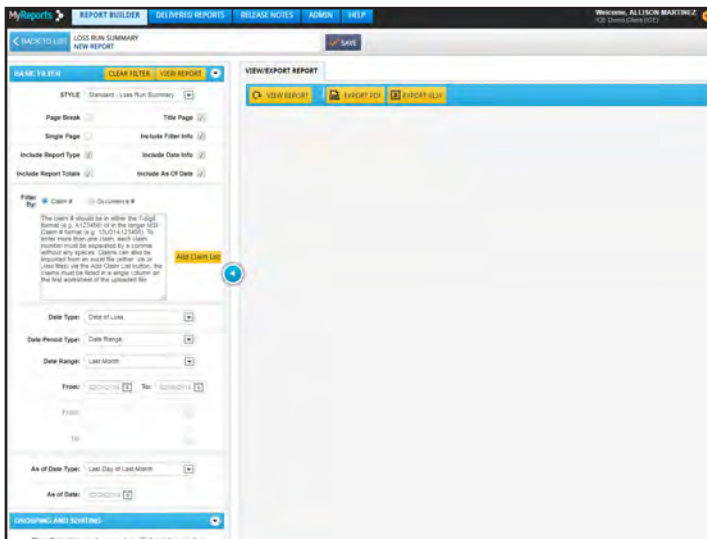 MyReports REPORT BUILDER DELIVERED REPORTS RELEASE NOTES ADMIN HELP
Welcome, ALLISON MARTINEZ
ICE Demo Client (ICE)
BACK TO LIST
LOSS RUN SUMMARY
NEW REPORT
SAVE
BASIC FILTER CLEAR FILTER VIEW REPORT
VIEW/EXPORT REPORT
VIEW REPORT EXPORT PDF EXPORT XLSX
STYLE Standard - Loss Run Summary
Page Break Title Page
Single Page Include Filter Info
Include Report Type Include Date Info
Include Report Totals Include As Of Date
Filter By: Claim # Occurrence #
The claim # should be in either the 7-digit
format (e.g. A123456) or in the longer
Claim # format (e.g. To
enter more than one claim, each claim
number must be separated by a comma
without any spaces. Claims can also be
imported from an excel file (either .xls or
.xlsx files) via the Add Claim List button, the
claims must be listed in a single column on
the first worksheet of the uploaded file.
Add Claim List
Date Type: Date of Loss
Date Period Type: Date Range
Date Range: Last Month
From: To:
From:
To:
As of Date Type: Last Day of Last Month
As of Date:
GROUPING AND SORTING